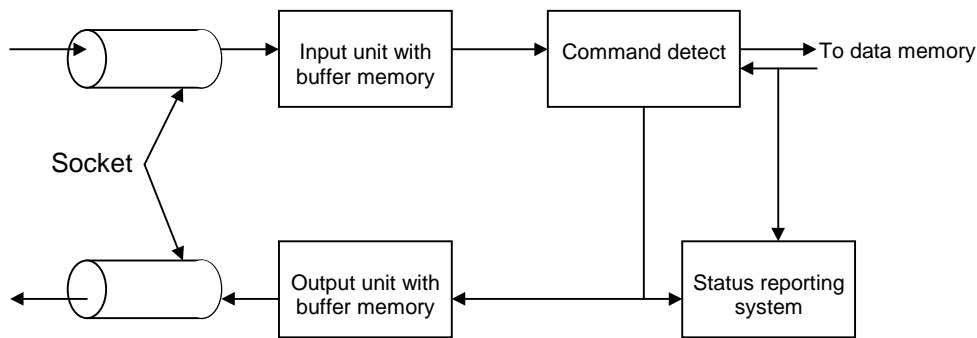 Input unit with
buffer memory
Command detect
To data memory
Socket
Output unit with
buffer memory
Status reporting
system